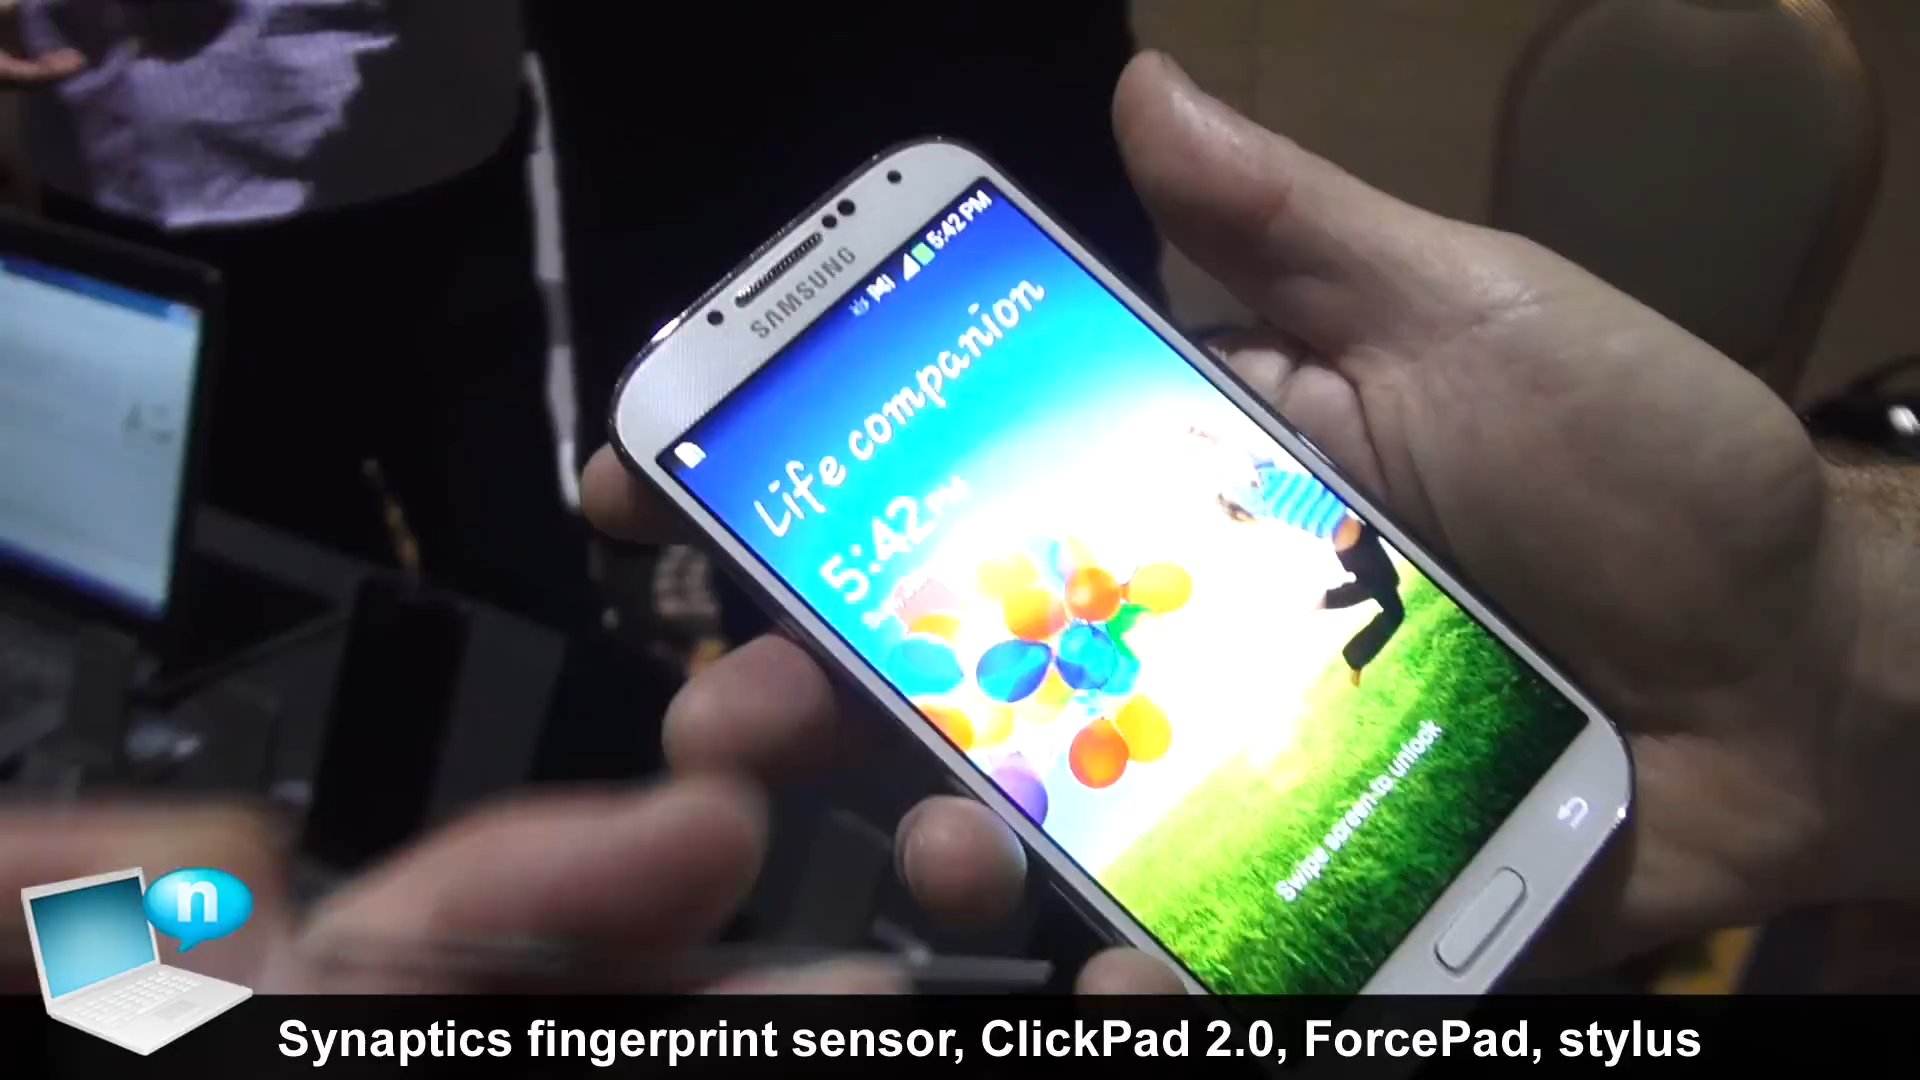 SAMSUNG
5:42 PM
Life companion
5:42 PM
Swipe screen to unlock
n
Synaptics fingerprint sensor, ClickPad 2.0, ForcePad, stylus